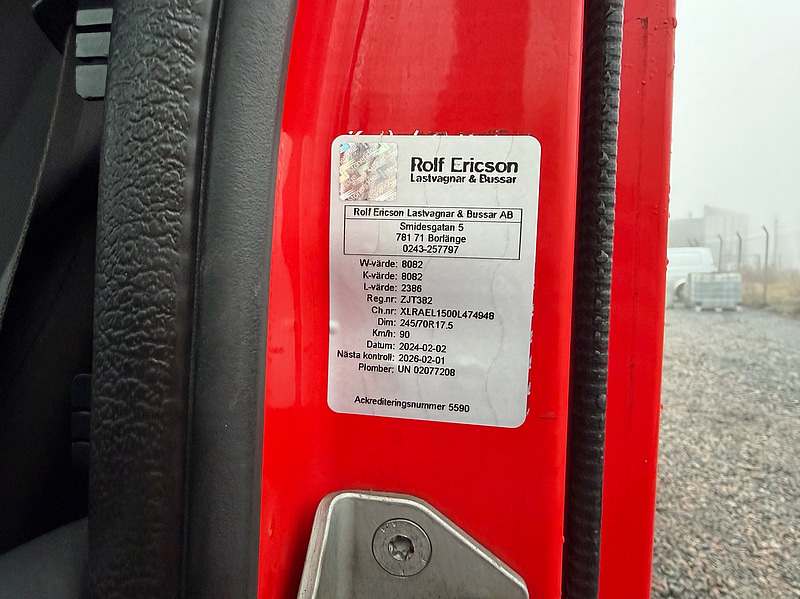 Rolf Ericson
Lastvagnar & Bussar
Rolf Ericson Lastvagnar & Bussar AB
Smidesgatan 5
781 71 Borlänge
0243-257797
W-värde: 8082
K-värde: 8082
L-värde: 2386
Reg.nr: ZJT382
Ch.nr: XLRAEL1500L474948
Dim: 245/70R17.5
Km/h: 90
Datum: 2024-02-02
Nästa kontroll: 2026-02-01
Plomber: UN 02077208
Ackrediteringsnummer 5590